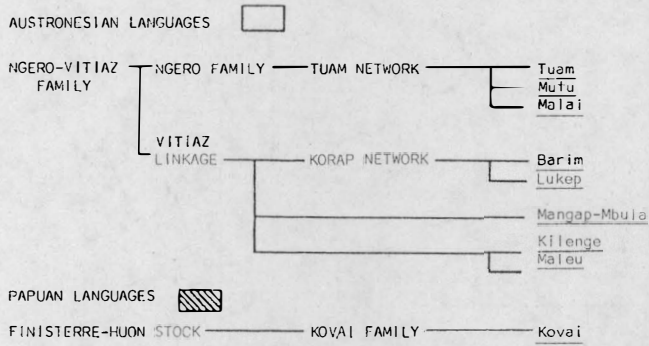 AUSTRONESIAN LANGUAGES
NGERO-VITIAZ FAMILY
NGERO FAMILY
TUAM NETWORK
Tuam
Mutu
Malai
VITIAZ LINKAGE
KORAP NETWORK
Barim
Lukep
Mangap-Mbula
Kilenge
Maleu
PAPUAN LANGUAGES
FINISTERRE-HUON STOCK
KOVAI FAMILY
Kovai